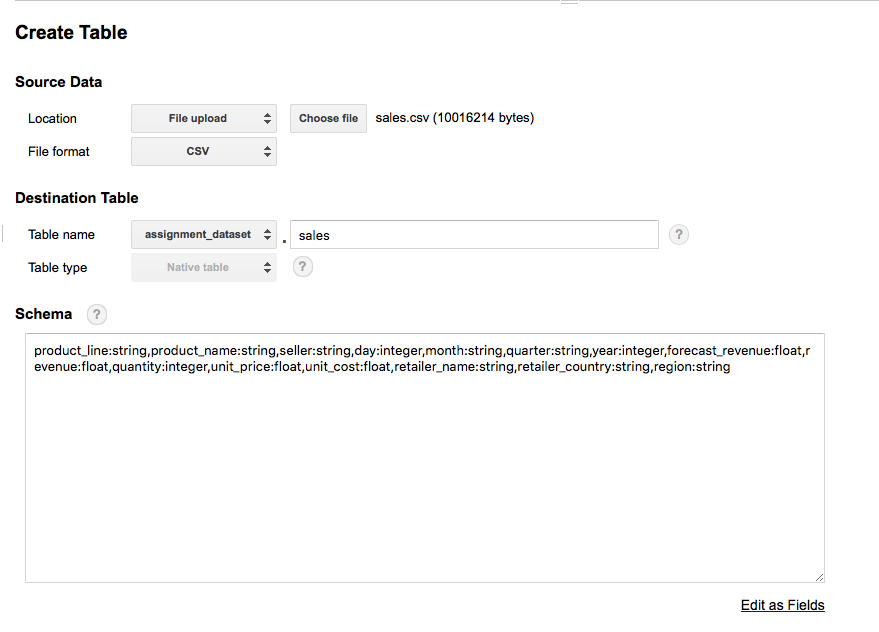 Create Table
Source Data
Location File upload Choose file sales.csv (10016214 bytes)
File format CSV
Destination Table
Table name assignment_dataset . sales ?
Table type Native table ?
Schema ?
product_line:string,product_name:string,seller:string,day:integer,month:string,quarter:string,year:integer,forecast_revenue:float,r
evenue:float,quantity:integer,unit_price:float,unit_cost:float,retailer_name:string,retailer_country:string,region:string
Edit as Fields